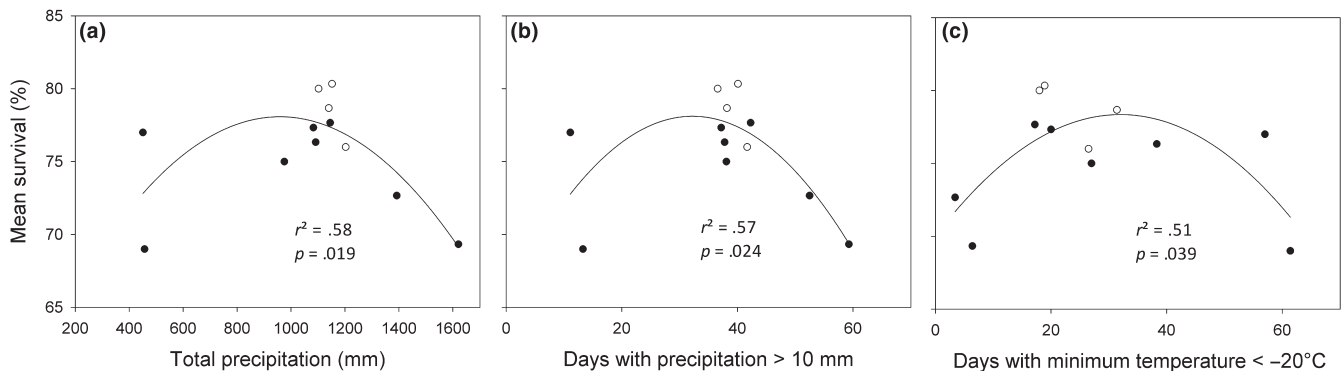 (a)
85
80
75
70
65
Mean survival (%)
r² = .58
p = .019
200 400 600 800 1000 1200 1400 1600
Total precipitation (mm)
(b)
r² = .57
p = .024
0 20 40 60
Days with precipitation > 10 mm
(c)
r² = .51
p = .039
0 20 40 60
Days with minimum temperature < –20°C